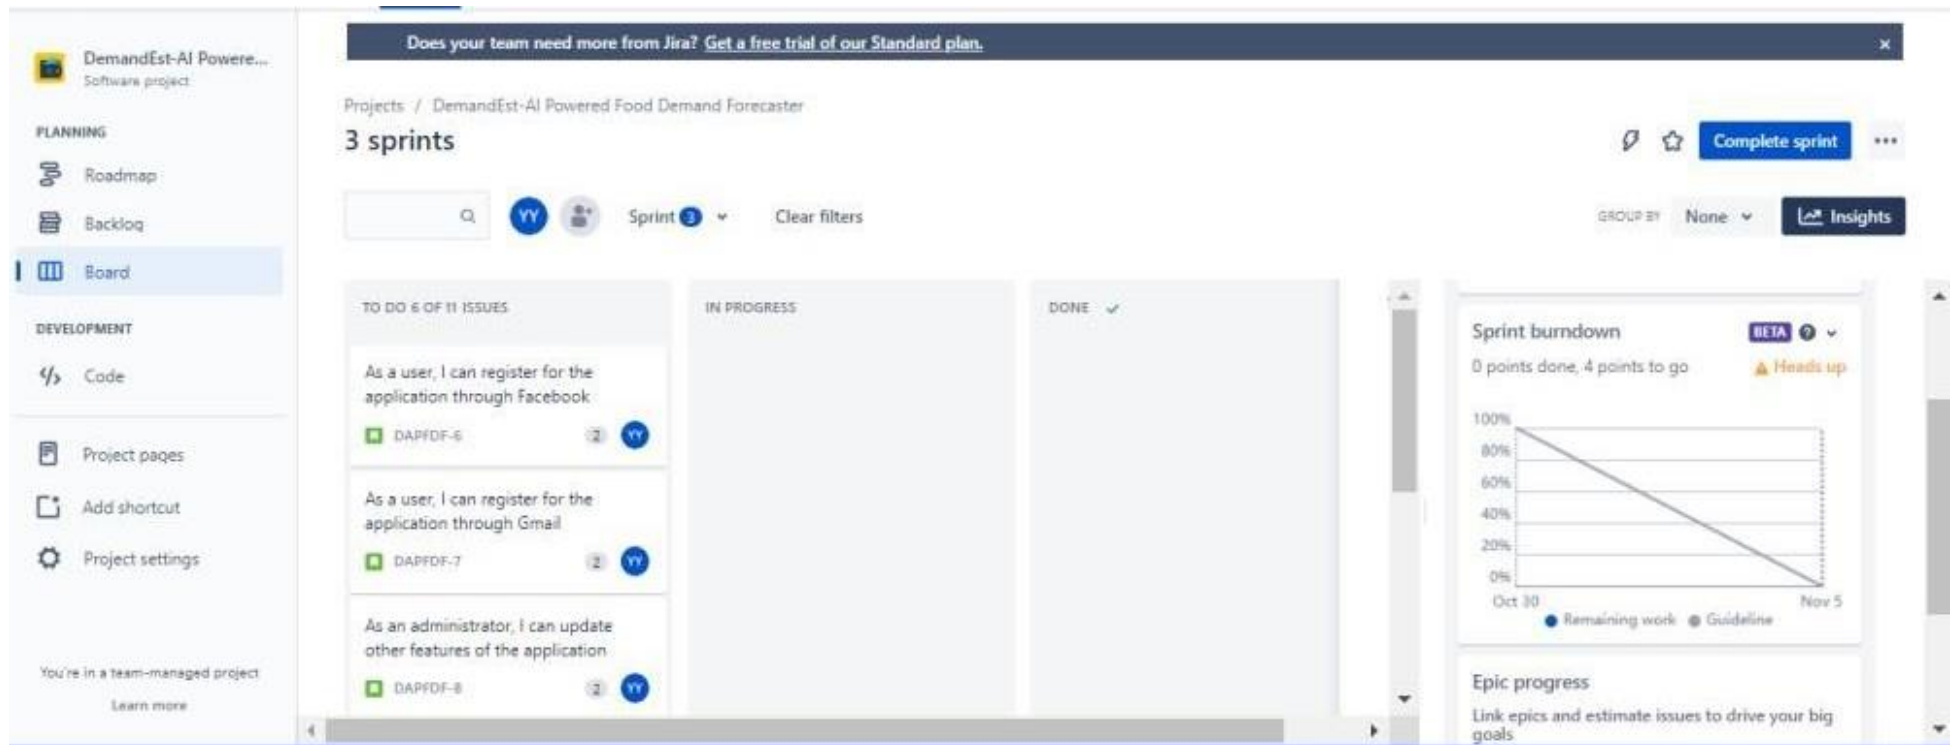 Does your team need more from Jira? Get a free trial of our Standard plan.
DemandEst-AI Powere...
Software project
PLANNING
Roadmap
Backlog
Board
DEVELOPMENT
Code
Project pages
Add shortcut
Project settings
You're in a team-managed project
Learn more
Projects / DemandEst-AI Powered Food Demand Forecaster
3 sprints
Complete sprint
YY
Sprint 3
Clear filters
GROUP BY None
Insights
TO DO 6 OF 11 ISSUES
As a user, I can register for the
application through Facebook
DAPFDF-6 2 YY
As a user, I can register for the
application through Gmail
DAPFDF-7 2 YY
As an administrator, I can update
other features of the application
DAPFDF-8 2 YY
IN PROGRESS
DONE
Sprint burndown BETA
0 points done, 4 points to go Heads up
100%
80%
60%
40%
20%
0%
Oct 30 Nov 5
Remaining work Guideline
Epic progress
Link epics and estimate issues to drive your big
goals